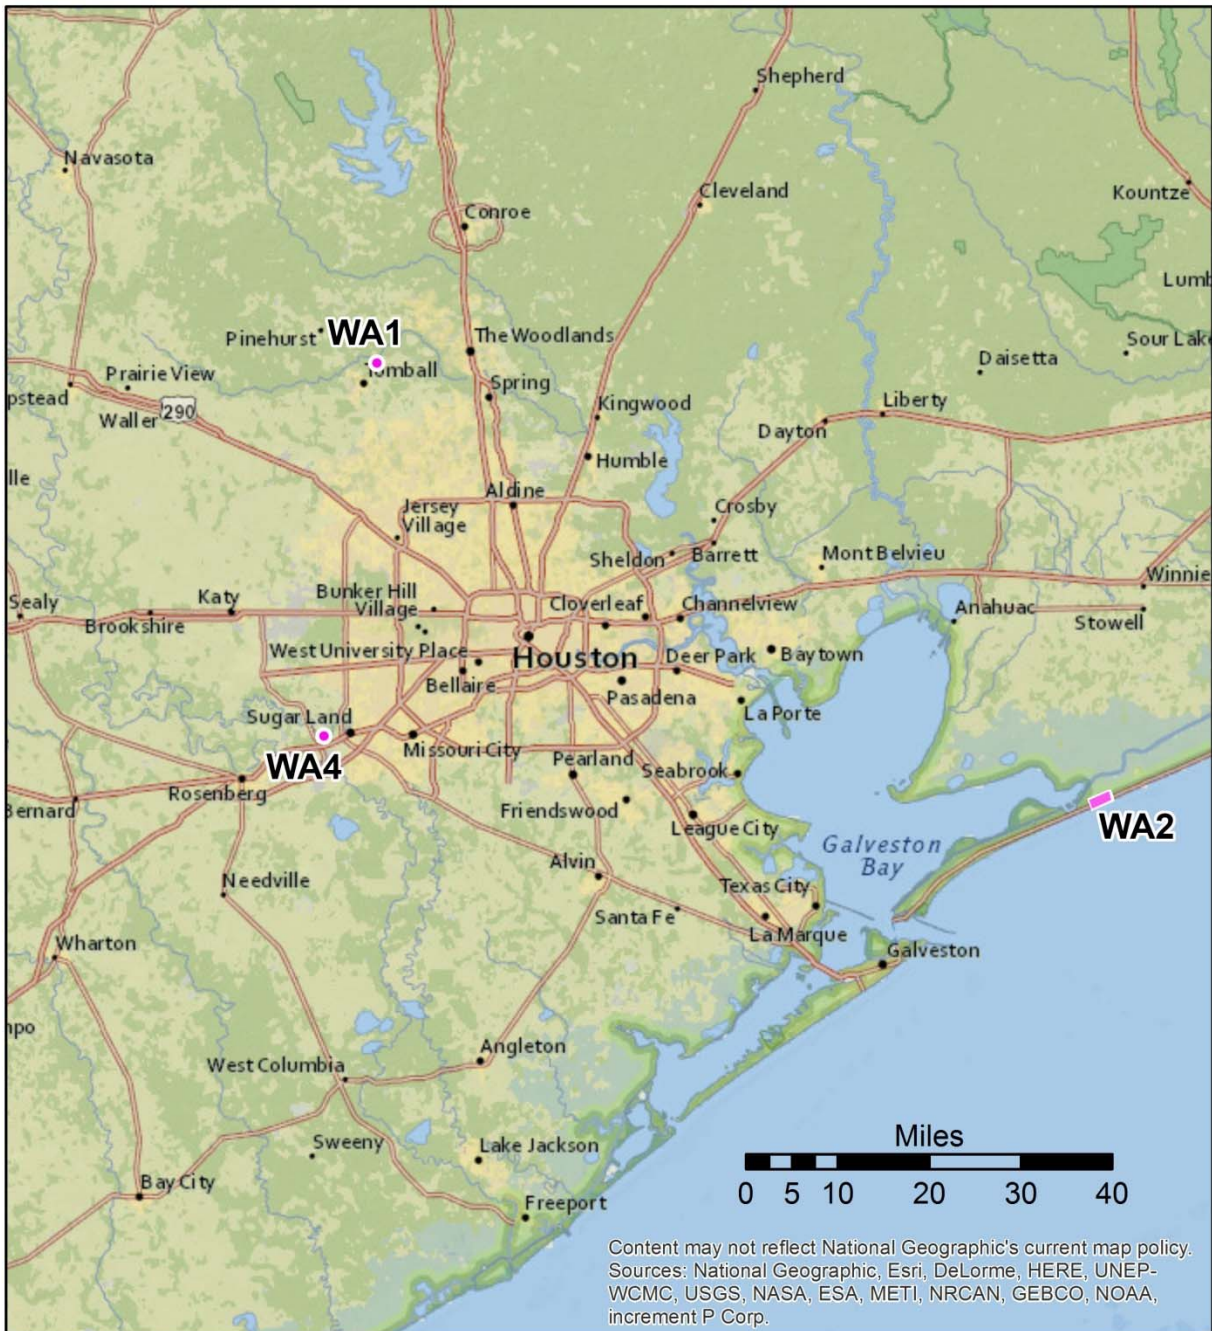 Shepherd
Navasota
Cleveland
Kountze
Conroe
Lumb
Pinehurst
WA1
The Woodlands
Sour Lake
Daisetta
Tomball
Prairie View
Spring
pstead
290
Waller
Kingwood
Liberty
Dayton
Humble
lle
Aldine
Jersey
Village
Crosby
Sheldon
Barrett
Mont Belvieu
Winnie
Sealy
Katy
Bunker Hill
Village
Cloverleaf
Channelview
Anahuac
Brookshire
Stowell
West University Place
Houston
Deer Park
Baytown
Bellaire
Pasadena
La Porte
Sugar Land
Missouri City
WA4
Pearland
Seabrook
Rosenberg
Bernard
Friendswood
League City
WA2
Galveston
Bay
Alvin
Needville
Texas City
Santa Fe
La Marque
Wharton
Galveston
mpo
Angleton
West Columbia
Sweeny
Lake Jackson
Miles
Bay City
0 5 10 20 30 40
Freeport
Content may not reflect National Geographic's current map policy.
Sources: National Geographic, Esri, DeLorme, HERE, UNEP-
WCMC, USGS, NASA, ESA, METI, NRCAN, GEBCO, NOAA,
increment P Corp.